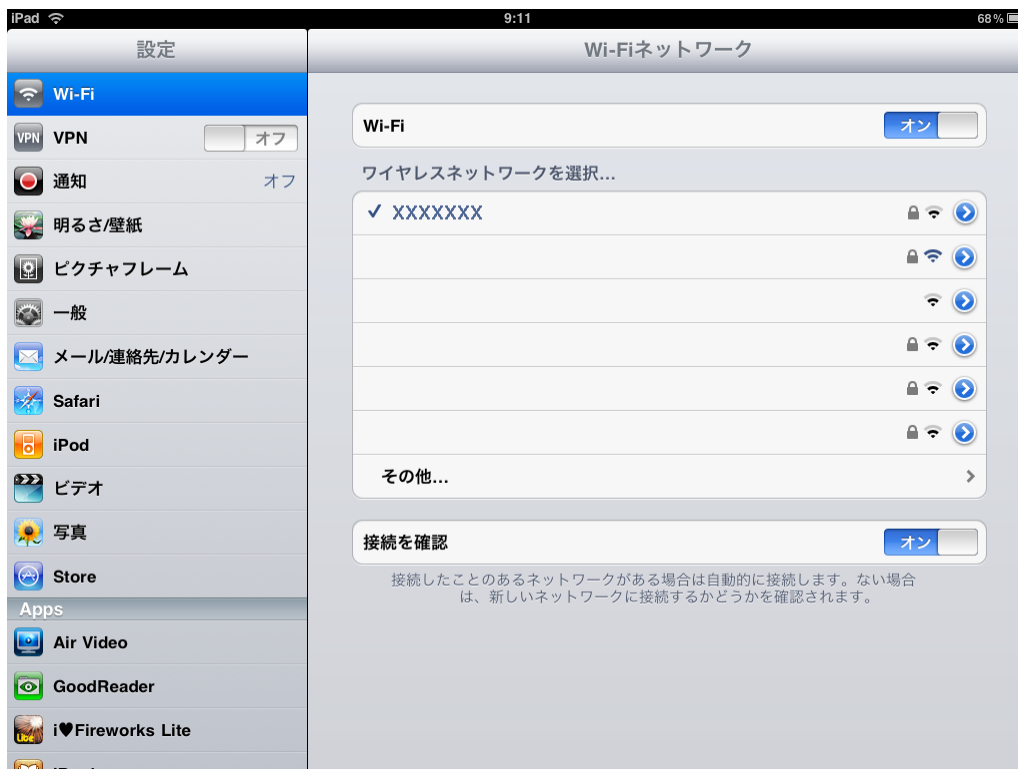 iPad 9:11 68%
設定
Wi-Fi
VPN VPN オフ
通知 オフ
明るさ/壁紙
ピクチャフレーム
一般
メール/連絡先/カレンダー
Safari
iPod
ビデオ
写真
Store
Apps
Air Video
GoodReader
Lite i♥Fireworks Lite
Wi-Fiネットワーク
Wi-Fi オン
ワイヤレスネットワークを選択...
✓ XXXXXXX
その他...
接続を確認 オン
接続したことのあるネットワークがある場合は自動的に接続します。ない場合
は、新しいネットワークに接続するかどうかを確認されます。